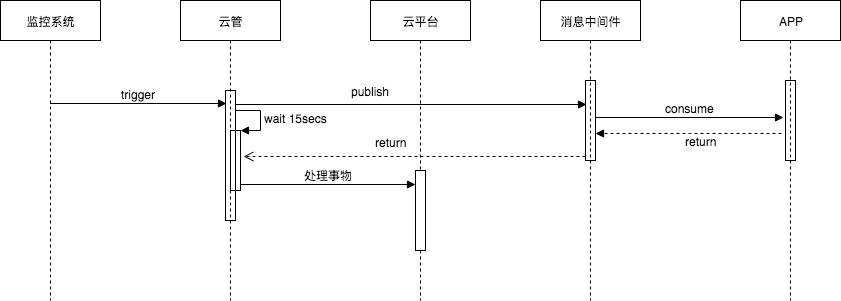 监控系统
云管
云平台
消息中间件
APP
trigger
publish
wait 15secs
consume
return
return
处理事物